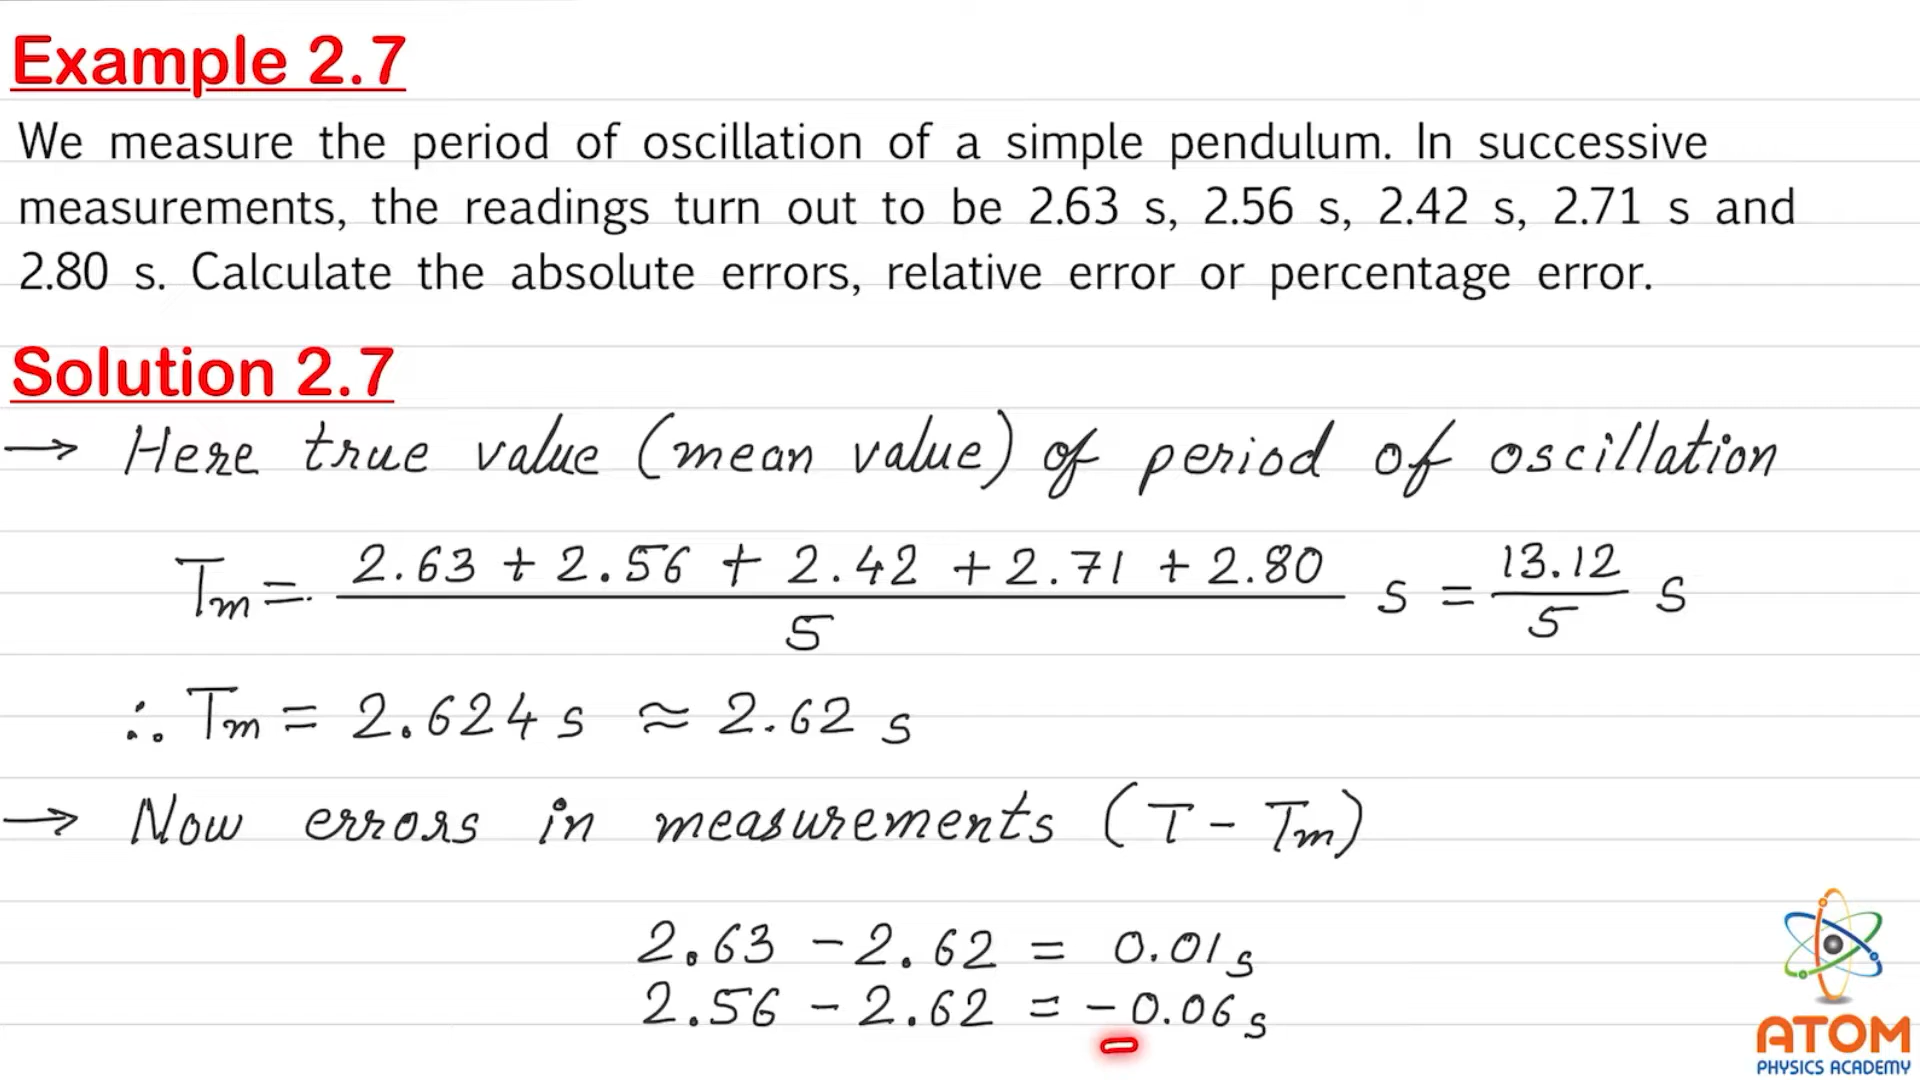 Example 2.7
We measure the period of oscillation of a simple pendulum. In successive
measurements, the readings turn out to be 2.63 s, 2.56 s, 2.42 s, 2.71 s and
2.80 s. Calculate the absolute errors, relative error or percentage error.
Solution 2.7
→ Here true value (mean value) of period of oscillation
Tm = 2.63 + 2.56 + 2.42 + 2.71 + 2.80 / 5 s = 13.12 / 5 s
∴ Tm = 2.624 s ≈ 2.62 s
→ Now errors in measurements (T - Tm)
2.63 - 2.62 = 0.01 s
2.56 - 2.62 = -0.06 s
ATOM
PHYSICS ACADEMY